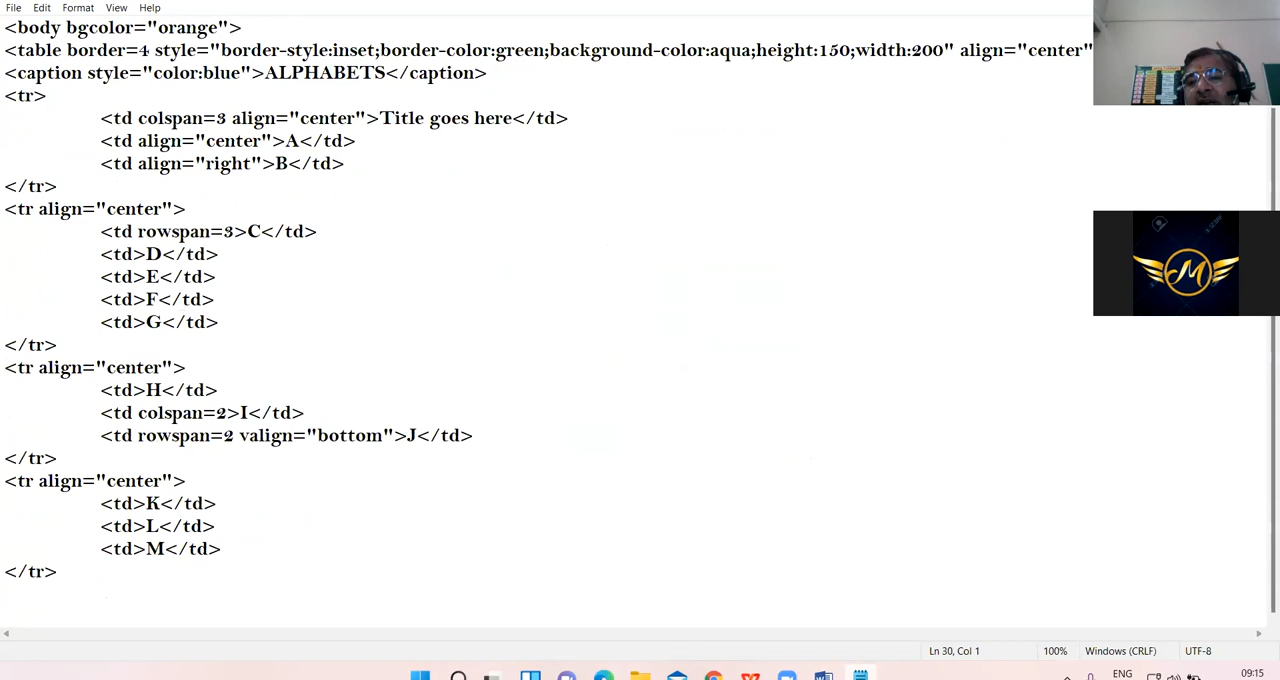 File Edit Format View Help
<body bgcolor="orange">
<table border=4 style="border-style:inset;border-color:green;background-color:aqua;height:150;width:200" align="center"
<caption style="color:blue">ALPHABETS</caption>
<tr>
<td colspan=3 align="center">Title goes here</td>
<td align="center">A</td>
<td align="right">B</td>
</tr>
<tr align="center">
<td rowspan=3>C</td>
<td>D</td>
<td>E</td>
<td>F</td>
<td>G</td>
</tr>
<tr align="center">
<td>H</td>
<td colspan=2>I</td>
<td rowspan=2 valign="bottom">J</td>
</tr>
<tr align="center">
<td>K</td>
<td>L</td>
<td>M</td>
</tr>
M
Ln 30, Col 1 100% Windows (CRLF) UTF-8
ENG 09:15